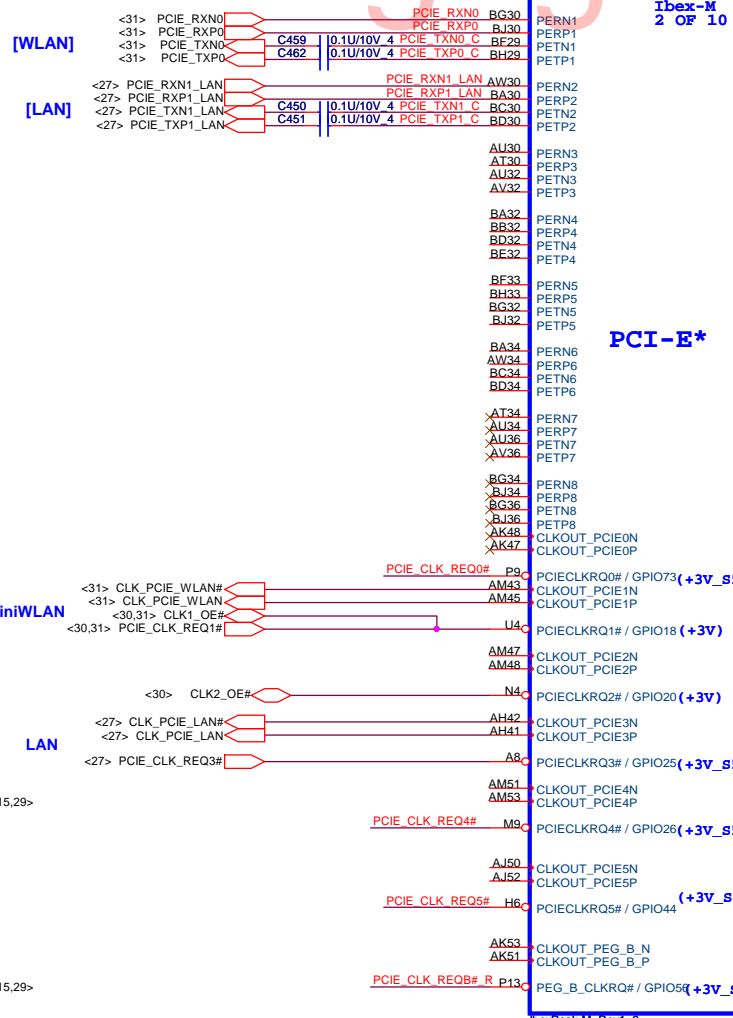 Ibex-M
2 OF 10
[WLAN]
<31> PCIE_RXN0 PCIE_RXN0 BG30 PERN1
<31> PCIE_RXP0 PCIE_RXP0 BJ30 PERP1
<31> PCIE_TXN0 C459 0.1U/10V_4 PCIE_TXN0_C BF29 PETN1
<31> PCIE_TXP0 C462 0.1U/10V_4 PCIE_TXP0_C BH29 PETP1
[LAN]
<27> PCIE_RXN1_LAN PCIE_RXN1_LAN AW30 PERN2
<27> PCIE_RXP1_LAN PCIE_RXP1_LAN BA30 PERP2
<27> PCIE_TXN1_LAN C450 0.1U/10V_4 PCIE_TXN1_C BC30 PETN2
<27> PCIE_TXP1_LAN C451 0.1U/10V_4 PCIE_TXP1_C BD30 PETP2
AU30 PERN3
AT30 PERP3
AU32 PETN3
AV32 PETP3
BA32 PERN4
BB32 PERP4
BD32 PETN4
BE32 PETP4
BF33 PERN5
BH33 PERP5
BG32 PETN5
BJ32 PETP5
PCI-E*
BA34 PERN6
AW34 PERP6
BC34 PETN6
BD34 PETP6
AT34 PERN7
AU34 PERP7
AU36 PETN7
AV36 PETP7
BG34 PERN8
BJ34 PERP8
BG36 PETN8
BJ36 PETP8
AK48 CLKOUT_PCIE0N
AK47 CLKOUT_PCIE0P
PCIE_CLK_REQ0# P9 PCIECLKRQ0# / GPIO73 (+3V_S5
<31> CLK_PCIE_WLAN# AM43 CLKOUT_PCIE1N
<31> CLK_PCIE_WLAN AM45 CLKOUT_PCIE1P
iniWLAN
<30,31> CLK1_OE#
<30,31> PCIE_CLK_REQ1# U4 PCIECLKRQ1# / GPIO18 (+3V)
AM47 CLKOUT_PCIE2N
AM48 CLKOUT_PCIE2P
<30> CLK2_OE# N4 PCIECLKRQ2# / GPIO20 (+3V)
<27> CLK_PCIE_LAN# AH42 CLKOUT_PCIE3N
<27> CLK_PCIE_LAN AH41 CLKOUT_PCIE3P
LAN
<27> PCIE_CLK_REQ3# A8 PCIECLKRQ3# / GPIO25 (+3V_S5
AM51 CLKOUT_PCIE4N
AM53 CLKOUT_PCIE4P
15,29>
PCIE_CLK_REQ4# M9 PCIECLKRQ4# / GPIO26 (+3V_S5
AJ50 CLKOUT_PCIE5N
AJ52 CLKOUT_PCIE5P
(+3V_S
PCIE_CLK_REQ5# H6 PCIECLKRQ5# / GPIO44
AK53 CLKOUT_PEG_B_N
AK51 CLKOUT_PEG_B_P
15,29>
PCIE_CLK_REQB#_R P13 PEG_B_CLKRQ# / GPIO56 (+3V_S